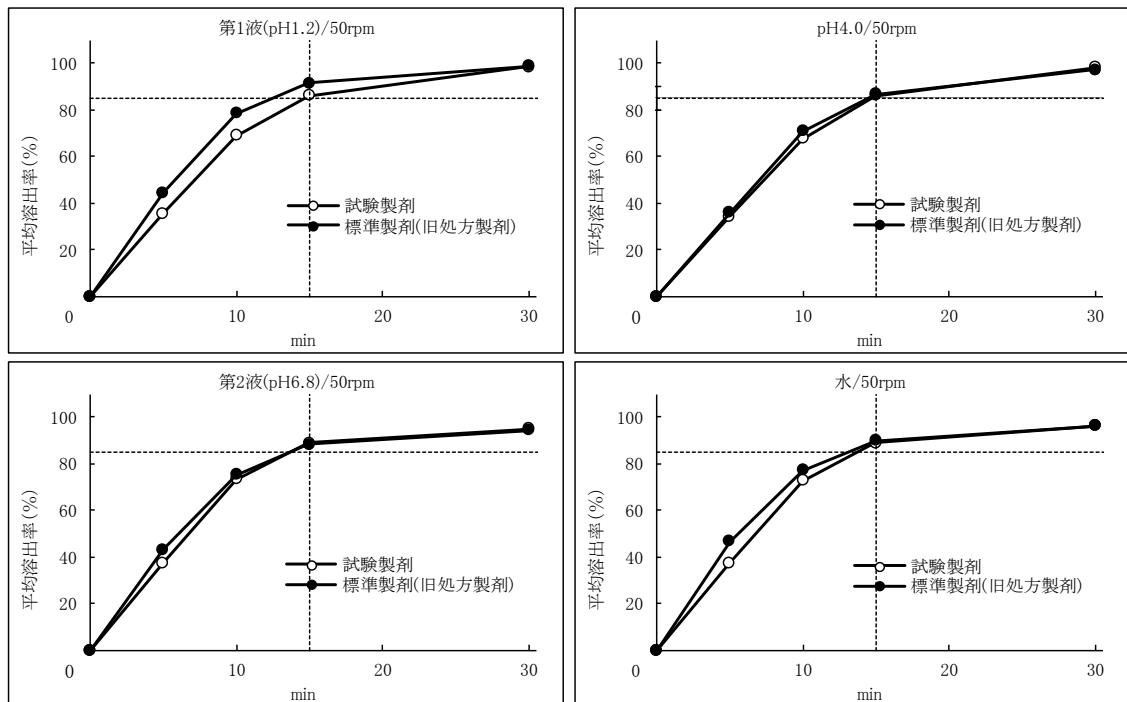 第1液(pH1.2)/50rpm
平均溶出率(%)
100
80
60
40
20
0
10
20
30
min
試験製剤
標準製剤(旧処方製剤)
pH4.0/50rpm
平均溶出率(%)
100
80
60
40
20
0
10
20
30
min
試験製剤
標準製剤(旧処方製剤)
第2液(pH6.8)/50rpm
平均溶出率(%)
100
80
60
40
20
0
10
20
30
min
試験製剤
標準製剤(旧処方製剤)
水/50rpm
平均溶出率(%)
100
80
60
40
20
0
10
20
30
min
試験製剤
標準製剤(旧処方製剤)